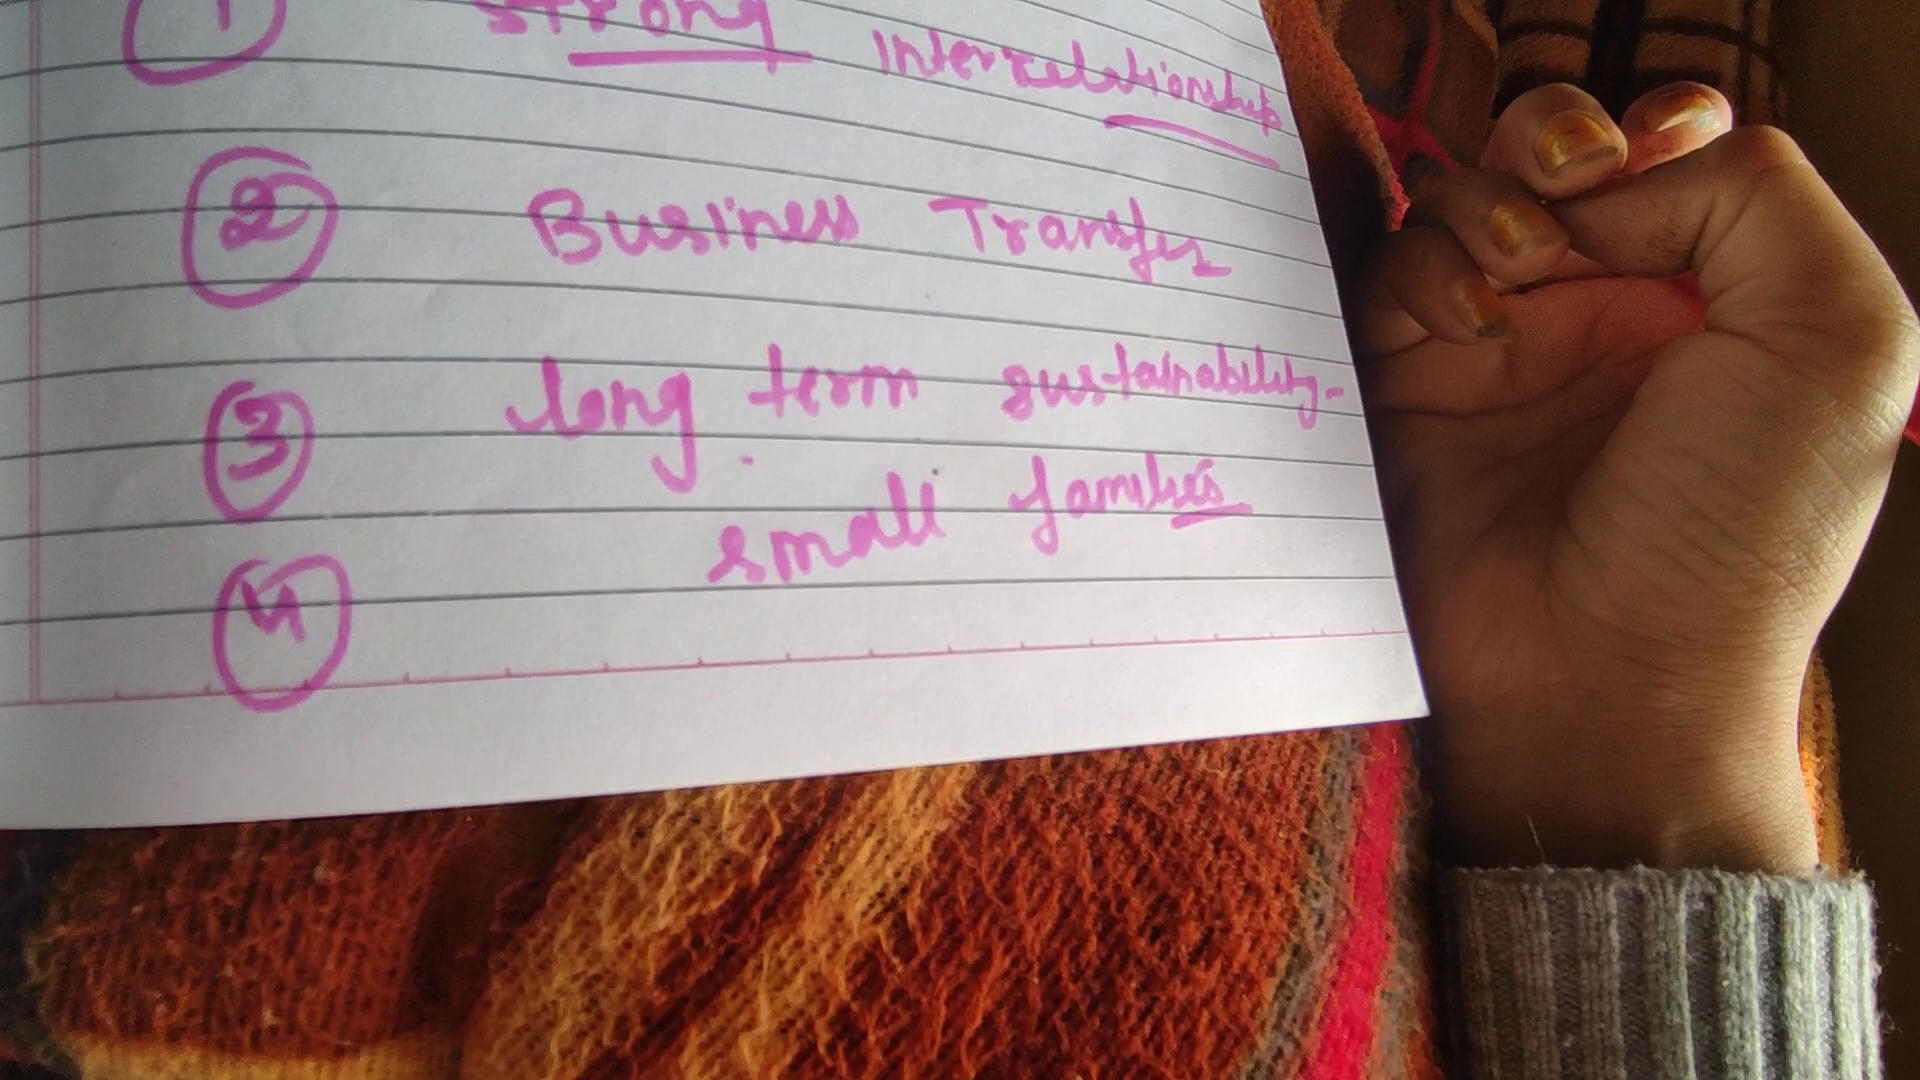 1 Strong Interrelationship
2 Business Transfer
3 long term sustainability-
4 small families